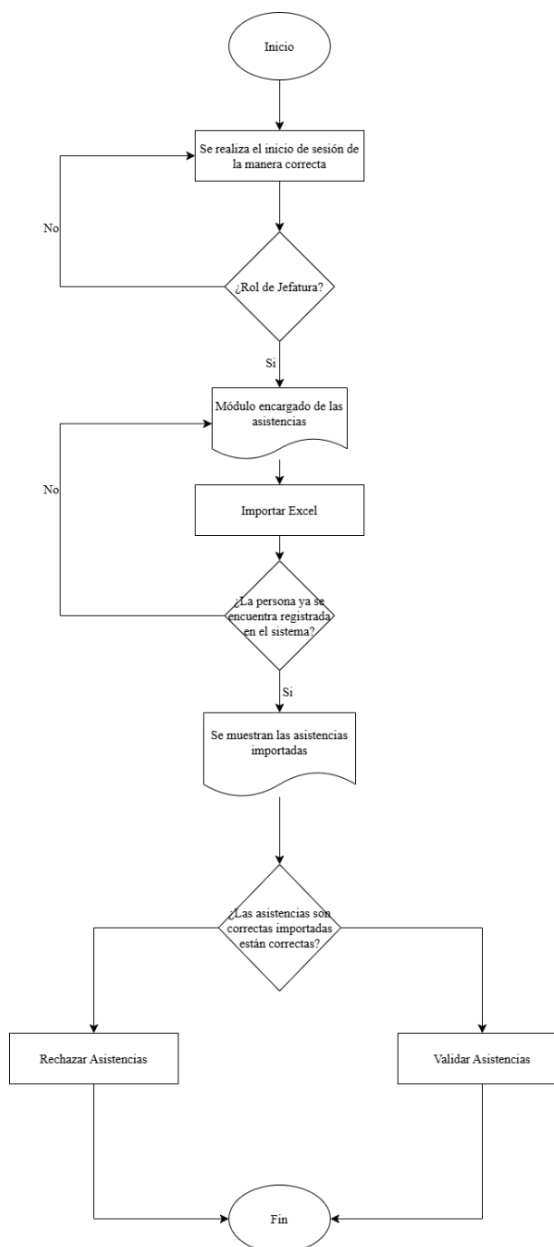 Inicio
Se realiza el inicio de sesión de
la manera correcta
No
¿Rol de Jefatura?
Si
Módulo encargado de las
asistencias
No
Importar Excel
¿La persona ya se
encuentra registrada
en el sistema?
Si
Se muestran las asistencias
importadas
¿Las asistencias son
correctas importadas
están correctas?
Rechazar Asistencias
Validar Asistencias
Fin